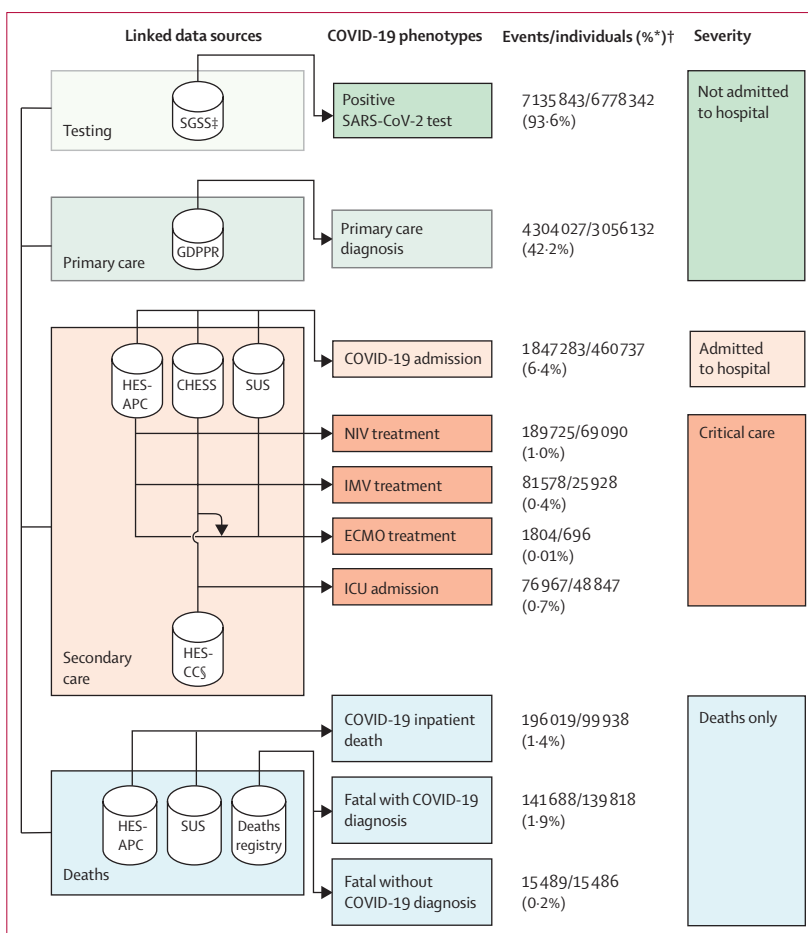 Linked data sources
COVID-19 phenotypes
Events/individuals (%*)†
Severity
Testing
SGSS‡
Positive
SARS-CoV-2 test
7135843/6778342
(93·6%)
Not admitted
to hospital
Primary care
GDPPR
Primary care
diagnosis
4304027/3056132
(42·2%)
Secondary
care
HES-
APC
CHESS
SUS
COVID-19 admission
1847283/460737
(6·4%)
Admitted
to hospital
NIV treatment
189725/69090
(1·0%)
Critical care
IMV treatment
81578/25928
(0·4%)
ECMO treatment
1804/696
(0·01%)
ICU admission
76967/48847
(0·7%)
HES-
CC§
Deaths
HES-
APC
SUS
Deaths
registry
COVID-19 inpatient
death
196019/99938
(1·4%)
Deaths only
Fatal with COVID-19
diagnosis
141688/139818
(1·9%)
Fatal without
COVID-19 diagnosis
15489/15486
(0·2%)